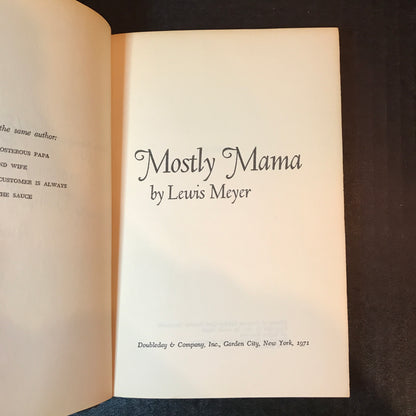 the same author:
OSTEROUS PAPA
ND WIFE
CUSTOMER IS ALWAYS
HE SAUCE
Mostly Mama
by Lewis Meyer
Doubleday & Company, Inc., Garden City, New York, 1971